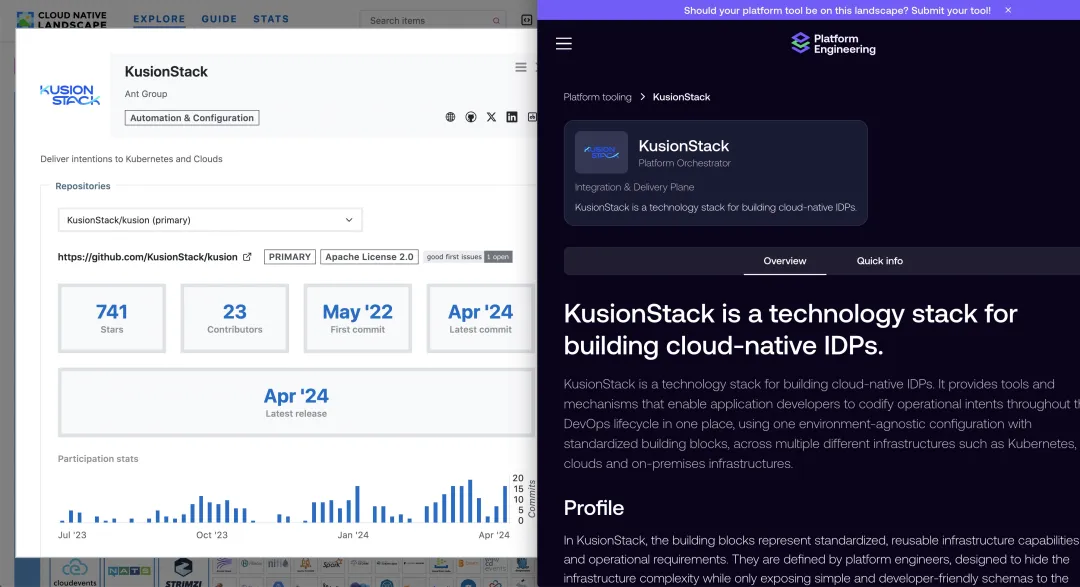 CLOUD NATIVE
LANDSCAPE
EXPLORE
GUIDE
STATS
Search items
KUSION
STACK
KusionStack
Ant Group
Automation & Configuration
Deliver intentions to Kubernetes and Clouds
Repositories
KusionStack/kusion (primary)
https://github.com/KusionStack/kusion
PRIMARY
Apache License 2.0
good first issues 1 open
741
Stars
23
Contributors
May '22
First commit
Apr '24
Latest commit
Apr '24
Latest release
Participation stats
20
15
10
5
0
Commits
Jul '23
Oct '23
Jan '24
Apr '24
cloudevents
NATS
STRIMZI
Spark
Should your platform tool be on this landscape? Submit your tool!
Platform
Engineering
Platform tooling
KusionStack
KUSION
STACK
KusionStack
Platform Orchestrator
Integration & Delivery Plane
KusionStack is a technology stack for building cloud-native IDPs.
Overview
Quick info
KusionStack is a technology stack for
building cloud-native IDPs.
KusionStack is a technology stack for building cloud-native IDPs. It provides tools and
mechanisms that enable application developers to codify operational intents throughout th
DevOps lifecycle in one place, using one environment-agnostic configuration with
standardized building blocks, across multiple different infrastructures such as Kubernetes,
clouds and on-premises infrastructures.
Profile
In KusionStack, the building blocks represent standardized, reusable infrastructure capabilities
and operational requirements. They are defined by platform engineers, designed to hide the
infrastructure complexity while only exposing simple and developer-friendly schemas to the